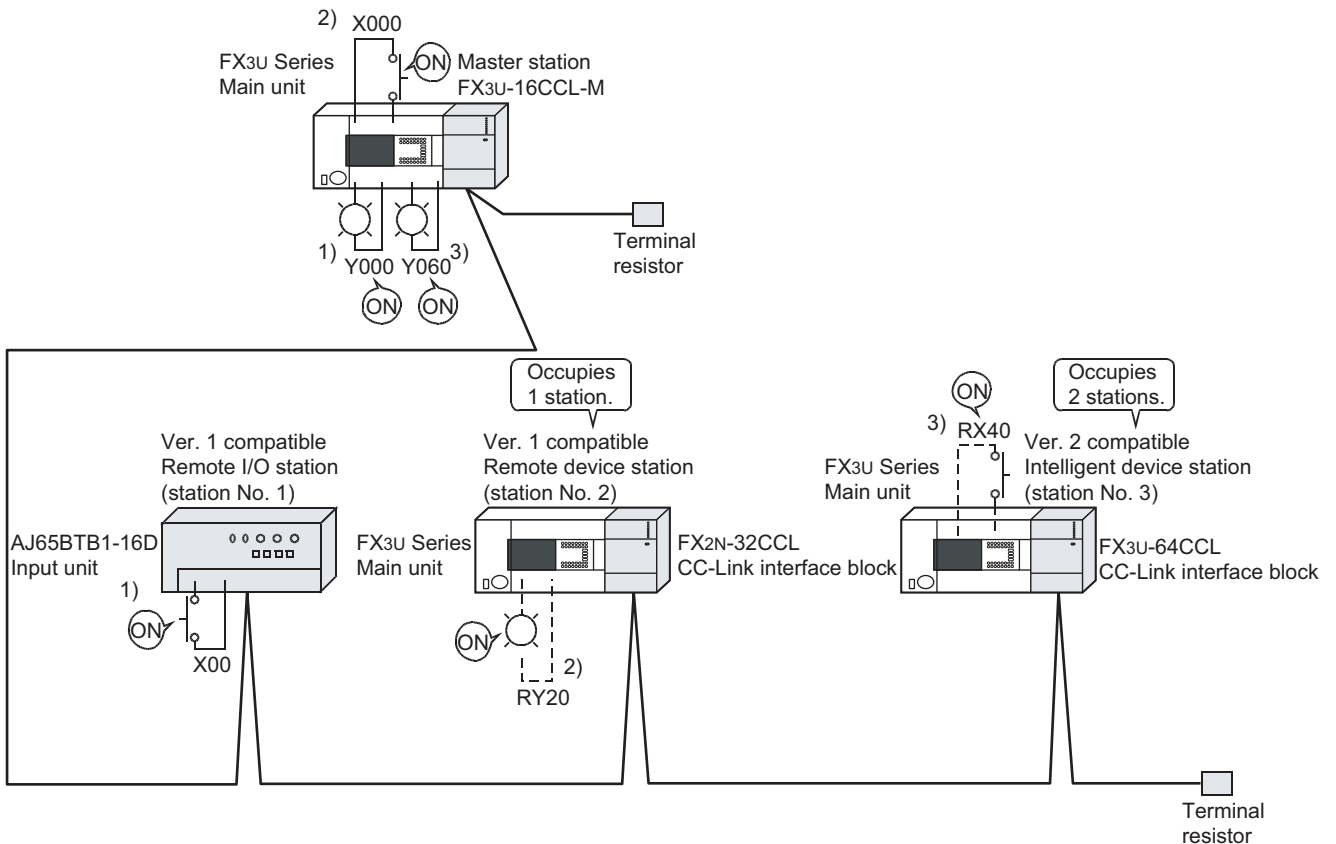 2) X000
FX3U Series
Main unit
ON
Master station
FX3U-16CCL-M
1) Y000
Y060 3)
ON
ON
Terminal
resistor
Occupies
1 station.
Ver. 1 compatible
Remote I/O station
(station No. 1)
AJ65BTB1-16D
Input unit
1)
ON
X00
Ver. 1 compatible
Remote device station
(station No. 2)
FX3U Series
Main unit
FX2N-32CCL
CC-Link interface block
ON
2)
RY20
Occupies
2 stations.
ON
3) RX40
Ver. 2 compatible
Intelligent device station
(station No. 3)
FX3U Series
Main unit
FX3U-64CCL
CC-Link interface block
Terminal
resistor